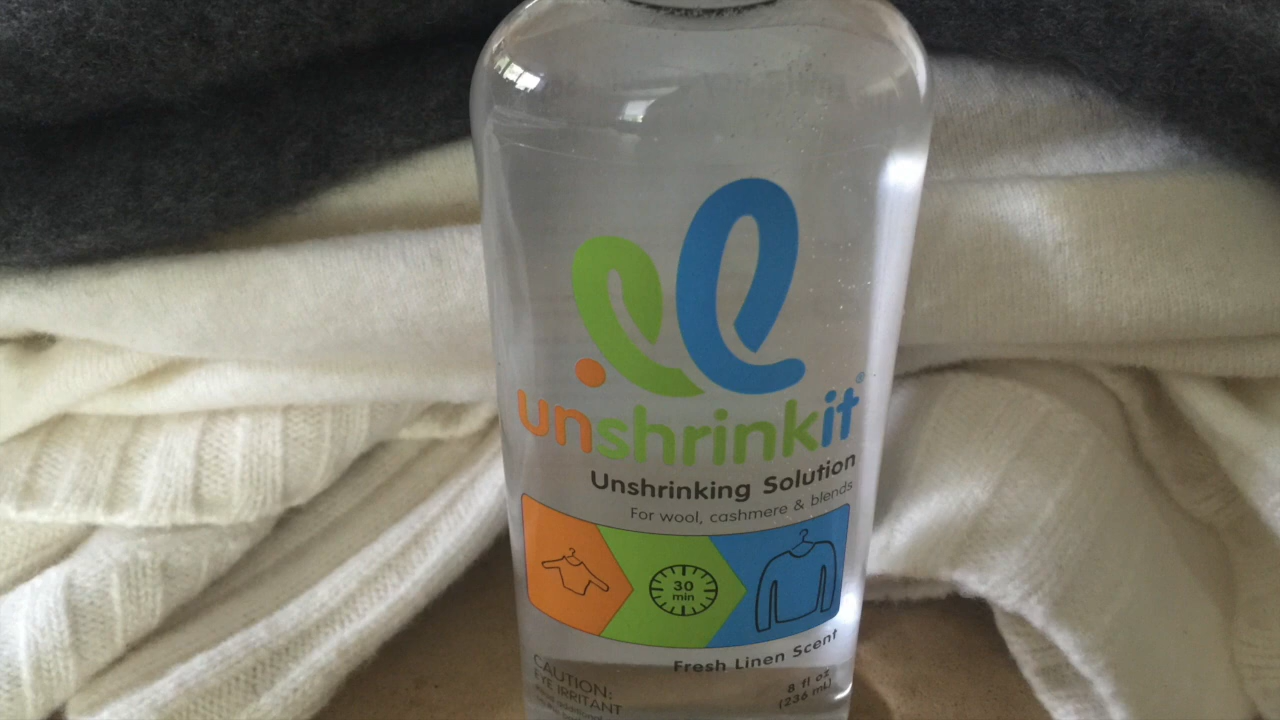 unshrinkit®
Unshrinking Solution
For wool, cashmere & blends
30
min
Fresh Linen Scent
CAUTION:
EYE IRRITANT
8 fl oz
(236 mL)